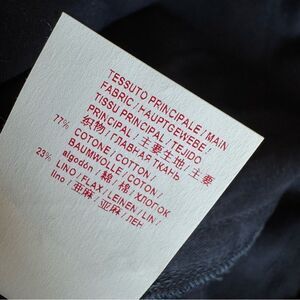 TESSUTO PRINCIPALE / MAIN
FABRIC / HAUPTGEWEBE /
TISSU PRINCIPAL / TEJIDO
PRINCIPAL / 主要生地 / 主要
织物 / ГЛАВНАЯ ТКАНЬ
77% COTONE / COTTON /
BAUMWOLLE / COTON /
algodón / 綿 / 棉 / ХЛОПОК
23% LINO / FLAX / LEINEN / LIN /
lino / 亜麻 / 亚麻 / ЛЕН